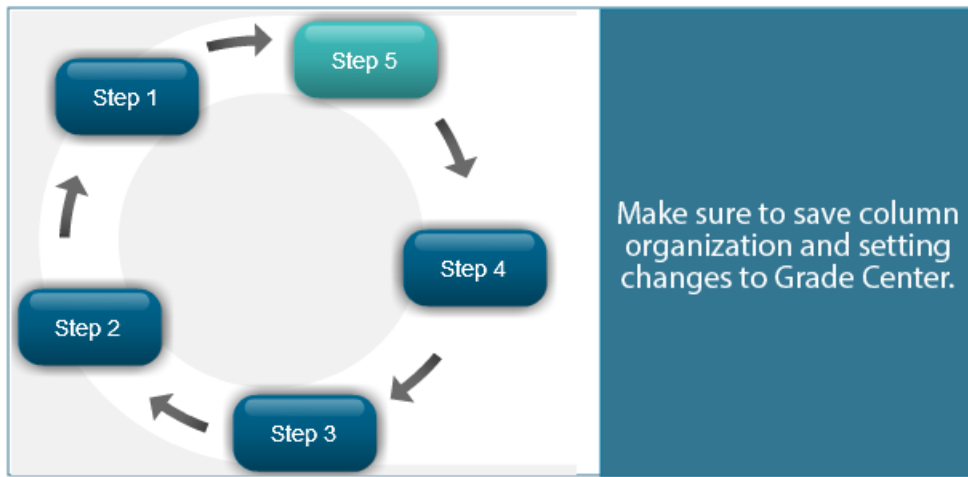 Step 5
Step 1
Step 4
Step 2
Step 3
Make sure to save column
organization and setting
changes to Grade Center.